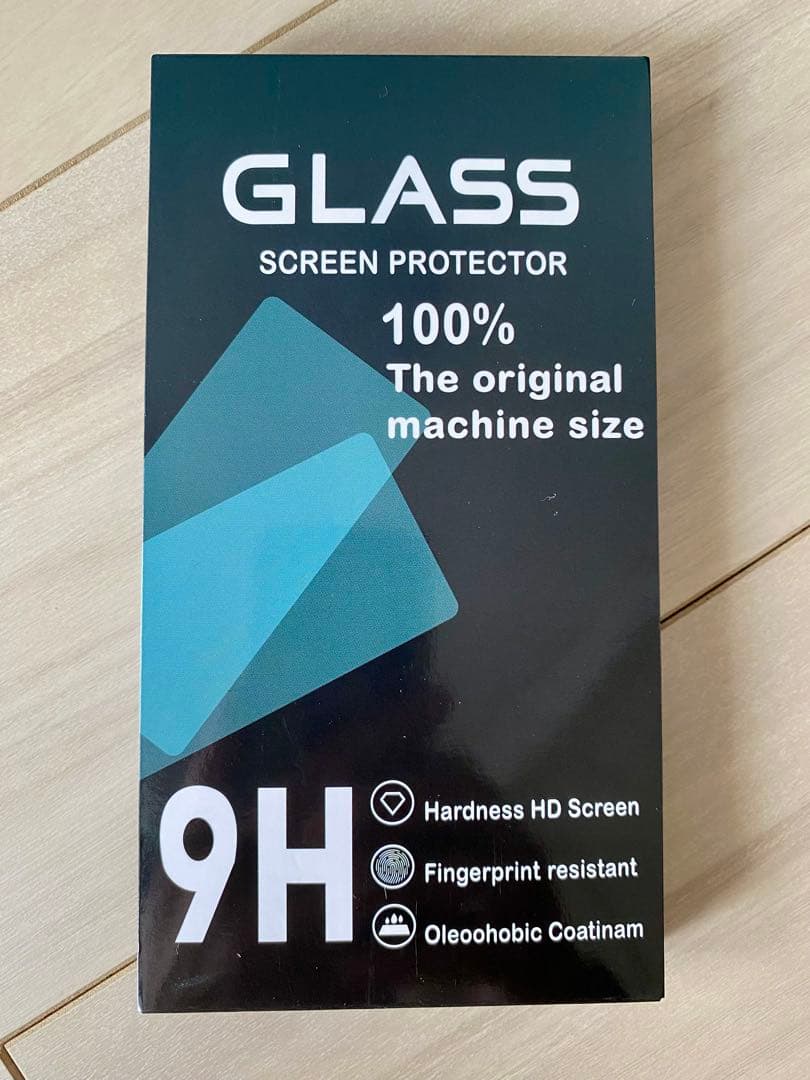 GLASS
SCREEN PROTECTOR
100%
The original
machine size
9H
Hardness HD Screen
Fingerprint resistant
Oleoohobic Coatinam